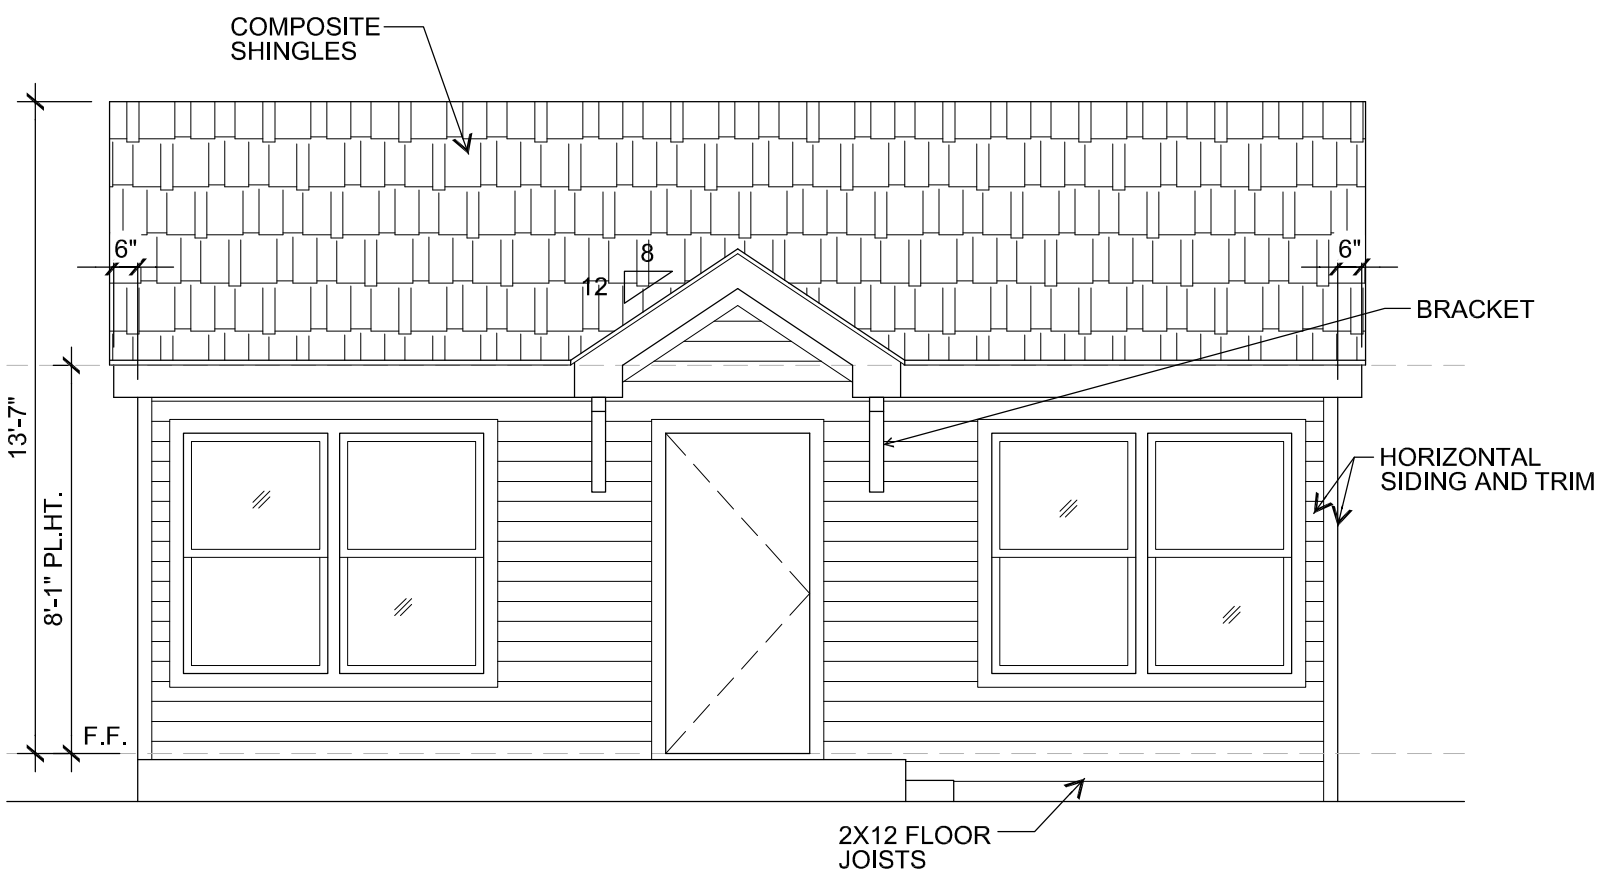 COMPOSITE
SHINGLES
6"
8
12
6"
BRACKET
13'-7"
8'-1" PL.HT.
HORIZONTAL
SIDING AND TRIM
F.F.
2X12 FLOOR
JOISTS